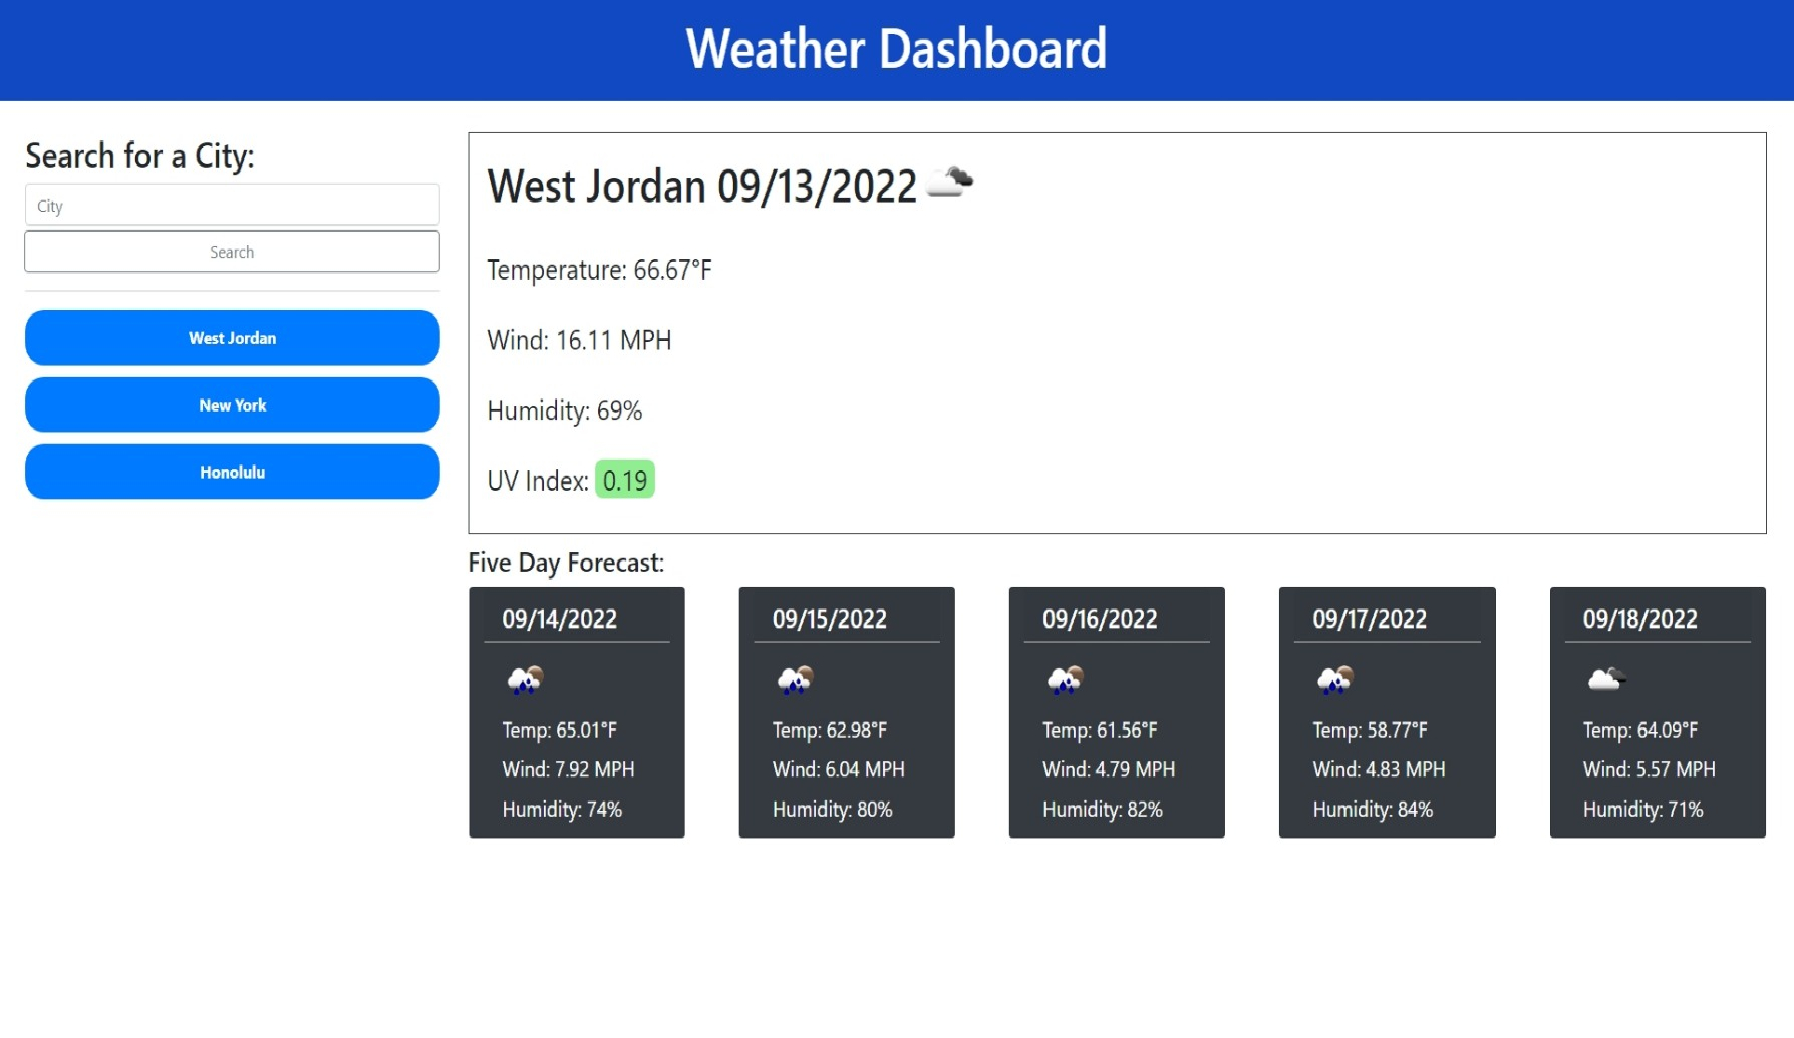 Weather Dashboard
Search for a City:
City
Search
West Jordan
New York
Honolulu
West Jordan 09/13/2022
Temperature: 66.67°F
Wind: 16.11 MPH
Humidity: 69%
UV Index: 0.19
Five Day Forecast:
09/14/2022
Temp: 65.01°F
Wind: 7.92 MPH
Humidity: 74%
09/15/2022
Temp: 62.98°F
Wind: 6.04 MPH
Humidity: 80%
09/16/2022
Temp: 61.56°F
Wind: 4.79 MPH
Humidity: 82%
09/17/2022
Temp: 58.77°F
Wind: 4.83 MPH
Humidity: 84%
09/18/2022
Temp: 64.09°F
Wind: 5.57 MPH
Humidity: 71%